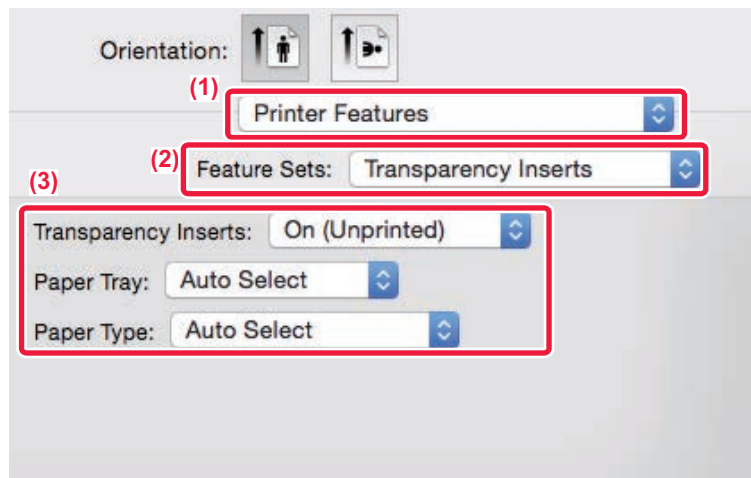 Orientation:
(1)
Printer Features
(2)
Feature Sets: Transparency Inserts
(3)
Transparency Inserts: On (Unprinted)
Paper Tray: Auto Select
Paper Type: Auto Select